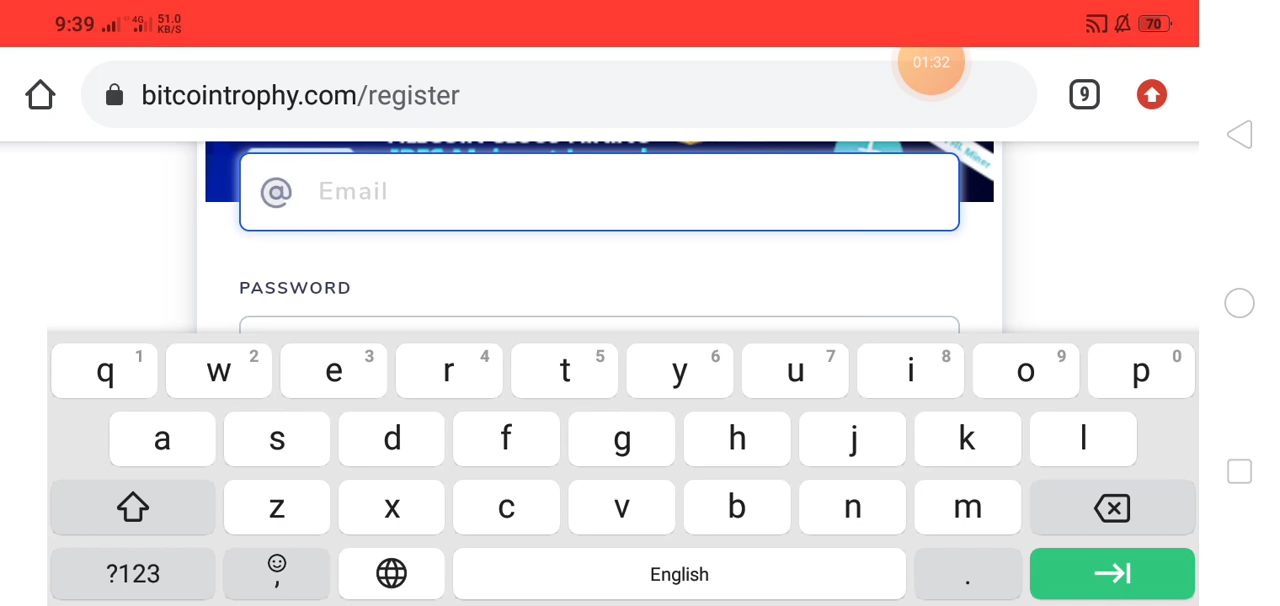 9:39 4G 51.0 KB/S 70
01:32
bitcointrophy.com/register 9
Email
PASSWORD
q 1 w 2 e 3 r 4 t 5 y 6 u 7 i 8 o 9 p 0
a s d f g h j k l
z x c v b n m
?123 , English .